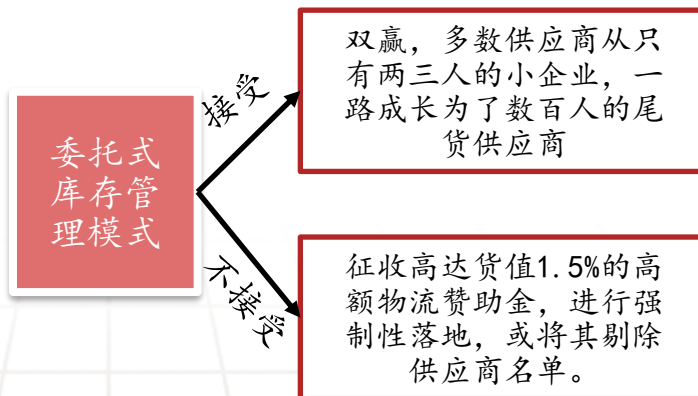 委托式
库存管
理模式
接受
双赢，多数供应商从只
有两三人的小企业，一
路成长为了数百人的尾
货供应商
不接受
征收高达货值1.5%的高
额物流赞助金，进行强
制性落地，或将其剔除
供应商名单。